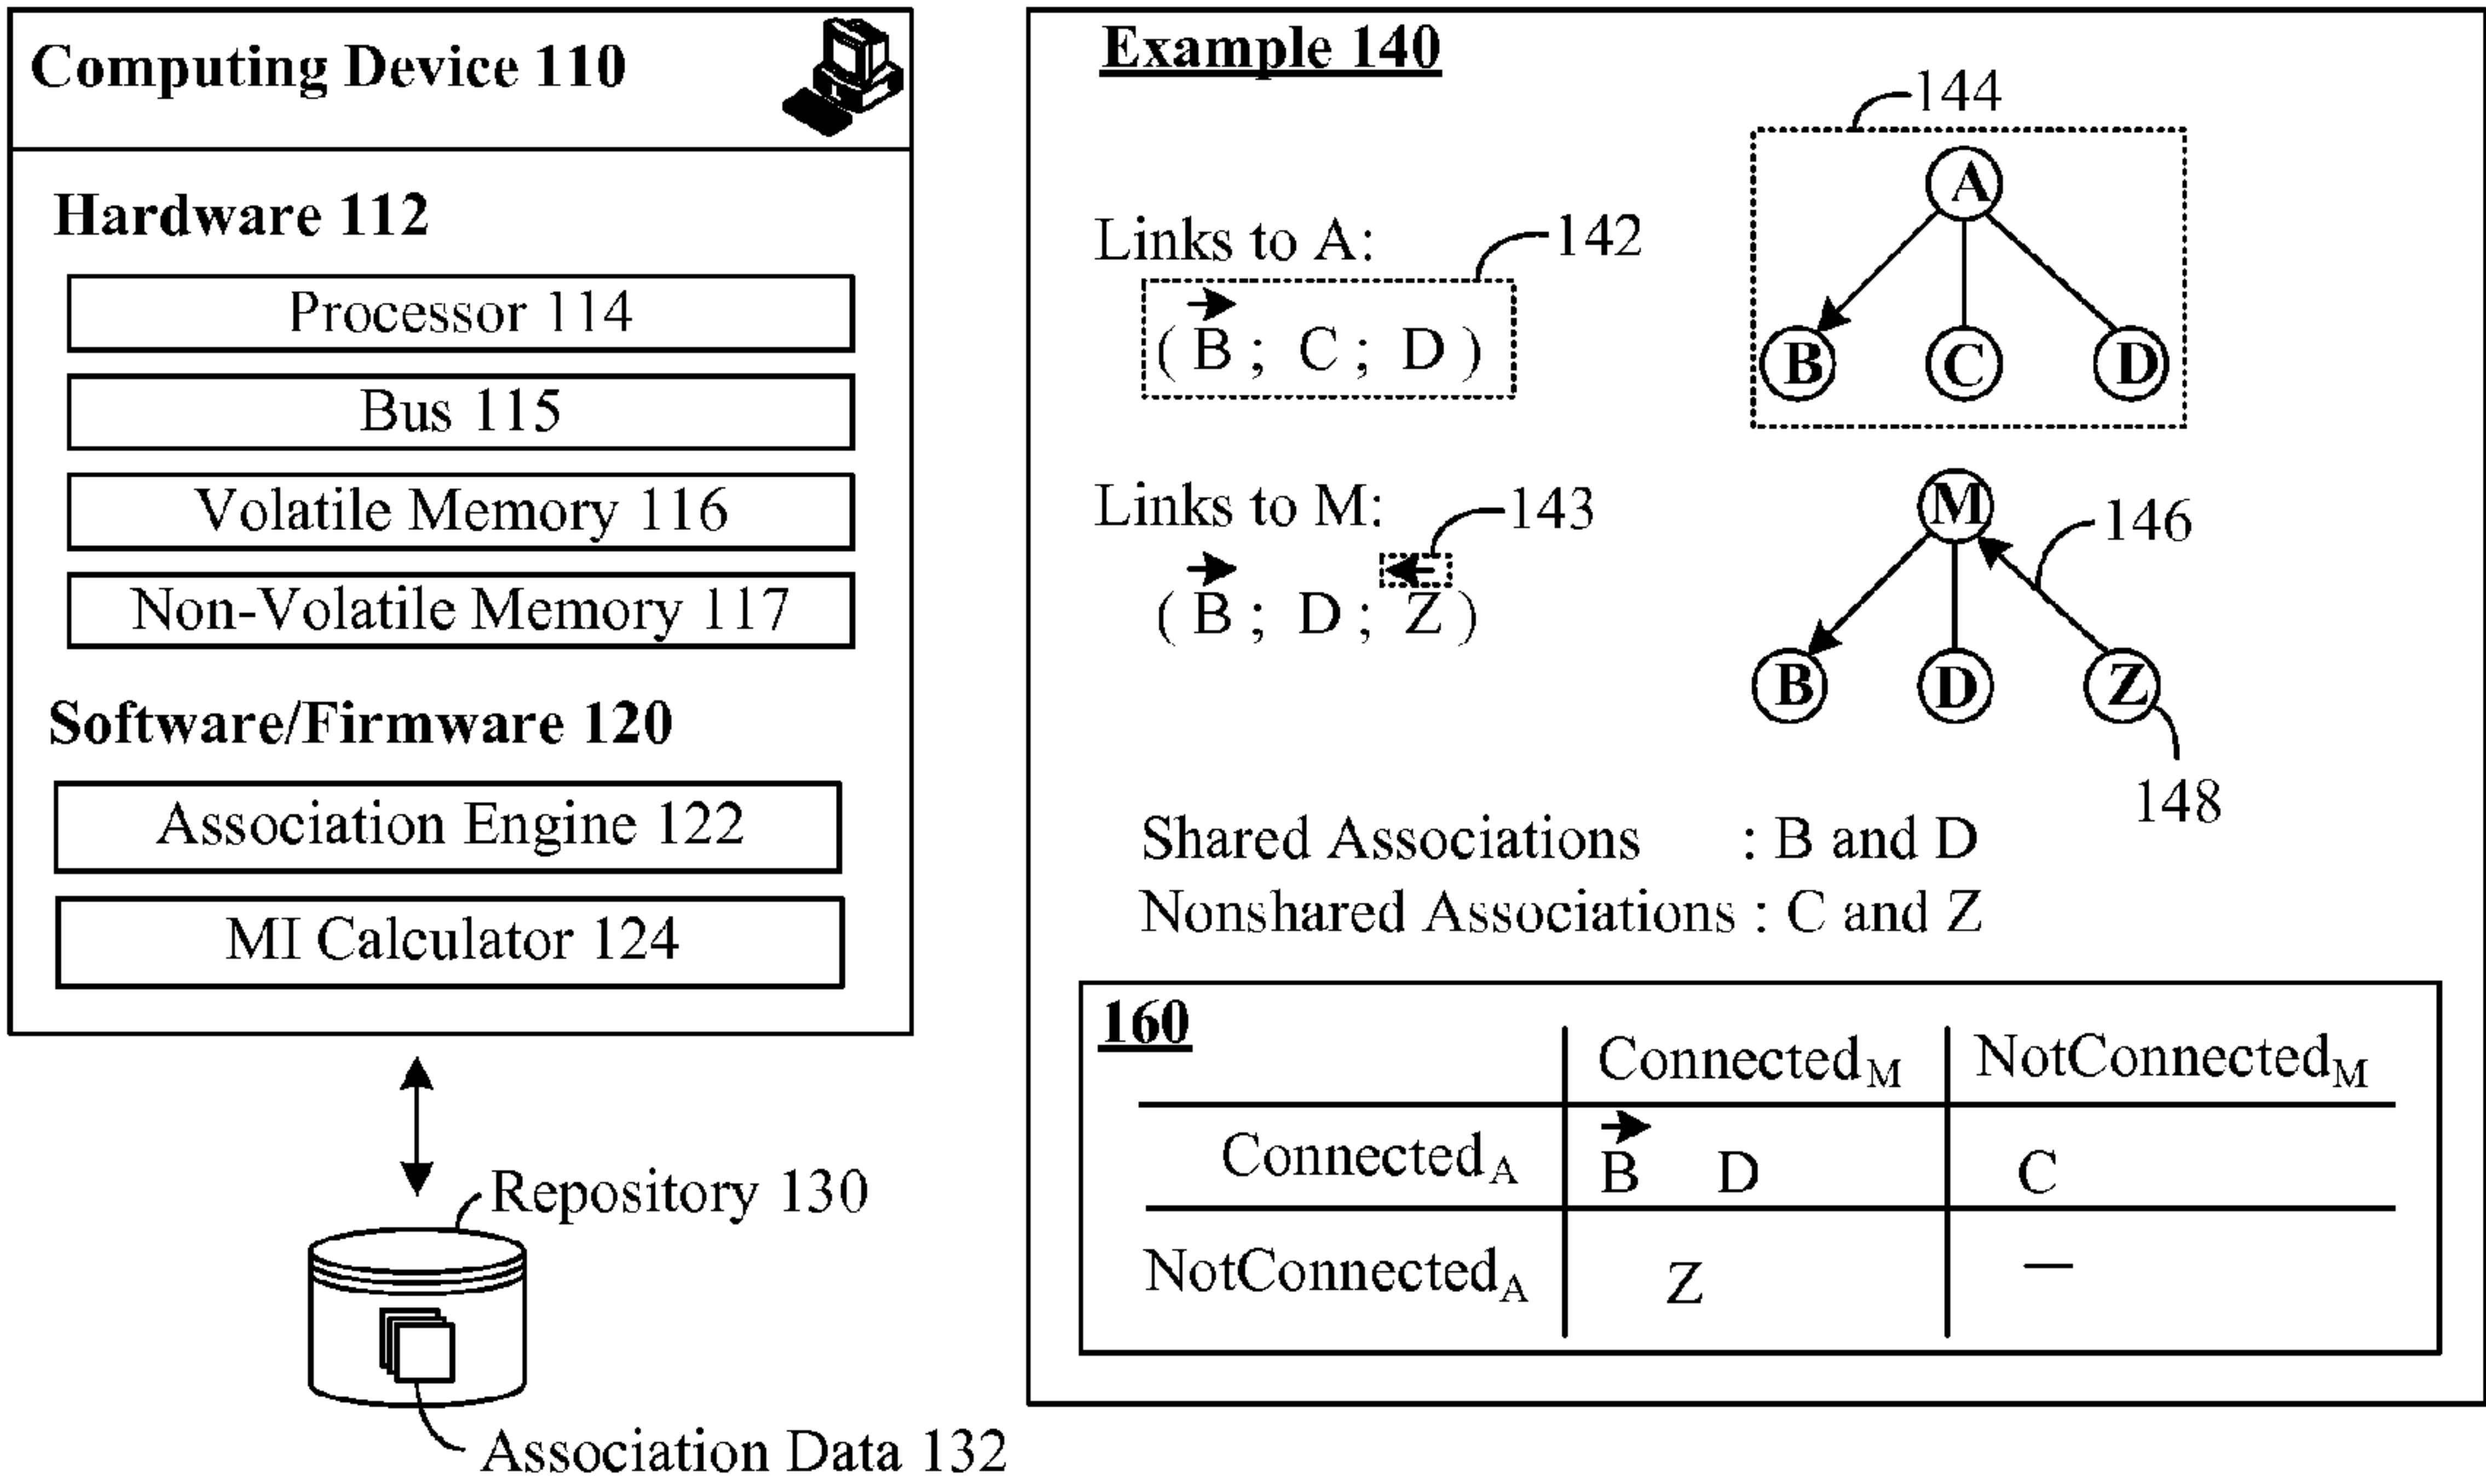 Computing Device 110
Hardware 112
Processor 114
Bus 115
Volatile Memory 116
Non-Volatile Memory 117
Software/Firmware 120
Association Engine 122
MI Calculator 124
Repository 130
Association Data 132
Example 140
144
A
B C D
Links to A:
142
( B ; C ; D )
Links to M:
143
( B ; D ; Z )
M
146
B D Z
148
Shared Associations : B and D
Nonshared Associations : C and Z
160
ConnectedM NotConnectedM
ConnectedA B D C
NotConnectedA Z —